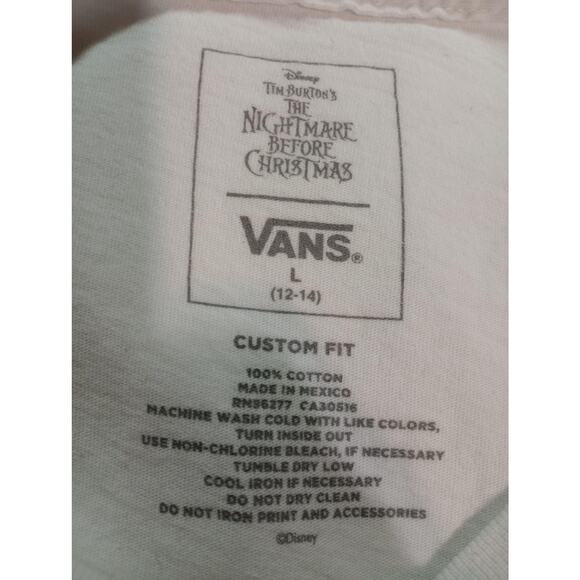 Disney
TIM BURTON'S
THE
NIGHTMARE
BEFORE
CHRISTMAS
VANS®
L
(12-14)
CUSTOM FIT
100% COTTON
MADE IN MEXICO
RN56277 CA30516
MACHINE WASH COLD WITH LIKE COLORS,
TURN INSIDE OUT
USE NON-CHLORINE BLEACH, IF NECESSARY
TUMBLE DRY LOW
COOL IRON IF NECESSARY
DO NOT DRY CLEAN
DO NOT IRON PRINT AND ACCESSORIES
©Disney